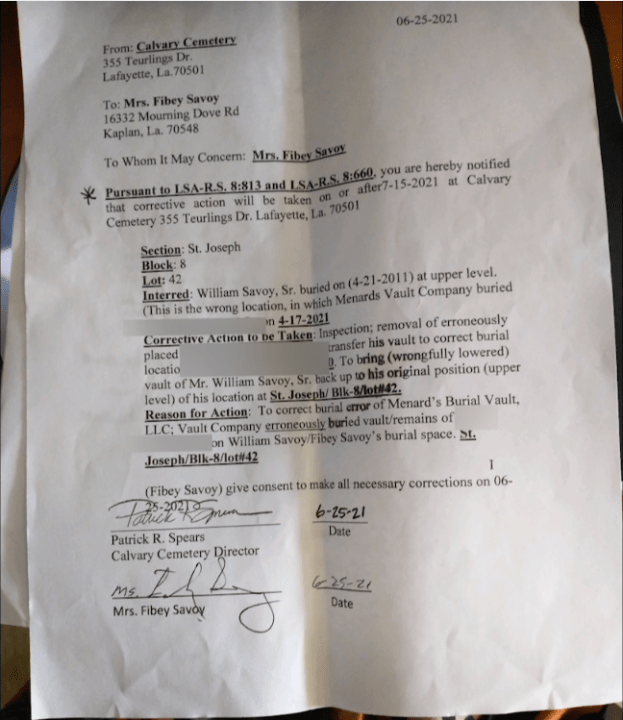 06-25-2021
From: Calvary Cemetery
355 Teurlings Dr.
Lafayette, La.70501
To: Mrs. Fibey Savoy
16332 Mourning Dove Rd
Kaplan, La. 70548
To Whom It May Concern: Mrs. Fibey Savoy
* Pursuant to LSA-R.S. 8:813 and LSA-R.S. 8:660, you are hereby notified
that corrective action will be taken on or after7-15-2021 at Calvary
Cemetery 355 Teurlings Dr. Lafayette, La. 70501
Section: St. Joseph
Block: 8
Lot: 42
Interred: William Savoy, Sr. buried on (4-21-2011) at upper level.
(This is the wrong location, in which Menards Vault Company buried
n 4-17-2021
Corrective Action to be Taken: Inspection; removal of erroneously
placed
locatio transfer his vault to correct burial
. To bring (wrongfully lowered)
vault of Mr. William Savoy, Sr. back up to his original position (upper
level) of his location at St. Joseph/ Blk-8/lot#42.
Reason for Action: To correct burial error of Menard's Burial Vault,
LLC; Vault Company erroneously buried vault/remains of
on William Savoy/Fibey Savoy's burial space. St.
Joseph/Blk-8/lot#42
(Fibey Savoy) give consent to make all necessary corrections on 06-
25-2021
Patrick R Spears 6-25-21
Patrick R. Spears Date
Calvary Cemetery Director
Ms. 6-25-21
Mrs. Fibey Savoy Date